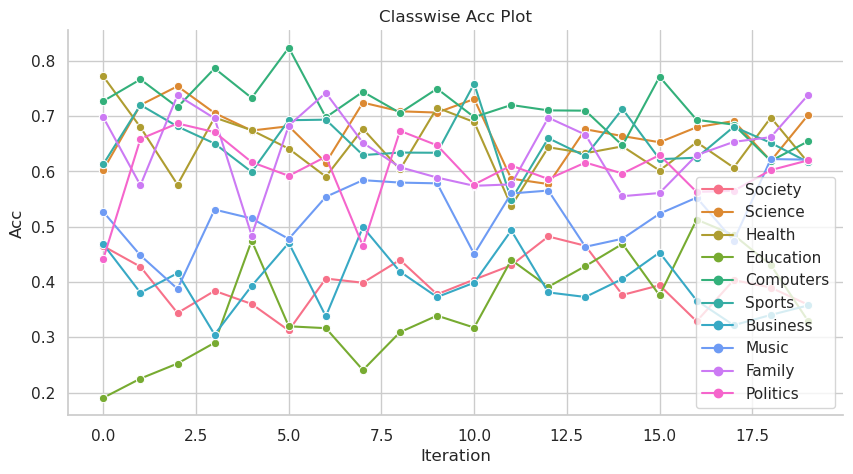 Classwise Acc Plot
0.8
0.7
0.6
0.5
0.4
0.3
0.2
Acc
0.0 2.5 5.0 7.5 10.0 12.5 15.0 17.5
Iteration
Society
Science
Health
Education
Computers
Sports
Business
Music
Family
Politics